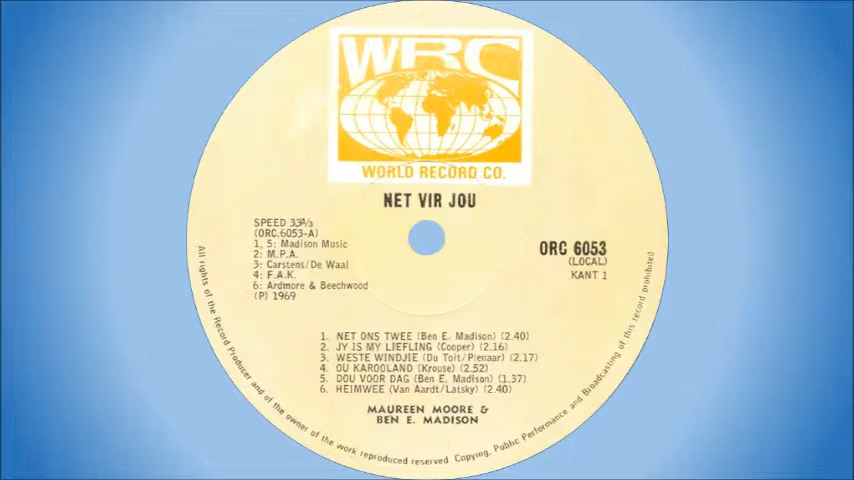 WRC
WORLD RECORD CO.
NET VIR JOU
SPEED 33⅓
(ORC.6053-A)
1, 5: Madison Music
2: M.P.A.
3: Carstens/De Waal
4: F.A.K.
6: Ardmore & Beechwood
(P) 1969
ORC 6053
(LOCAL)
KANT 1
1. NET ONS TWEE (Ben E. Madison) (2.40)
2. JY IS MY LIEFLING (Cooper) (2.16)
3. WESTE WINDJIE (Du Toit/Pienaar) (2.17)
4. OU KAROOLAND (Krouse) (2.52)
5. DOU VOOR DAG (Ben E. Madison) (1.37)
6. HEIMWEE (Van Aardt/Latsky) (2.40)
MAUREEN MOORE &
BEN E. MADISON
All rights of the Record Producer and of the owner of the work reproduced reserved. Copying, Public Performance and Broadcasting of this record prohibited